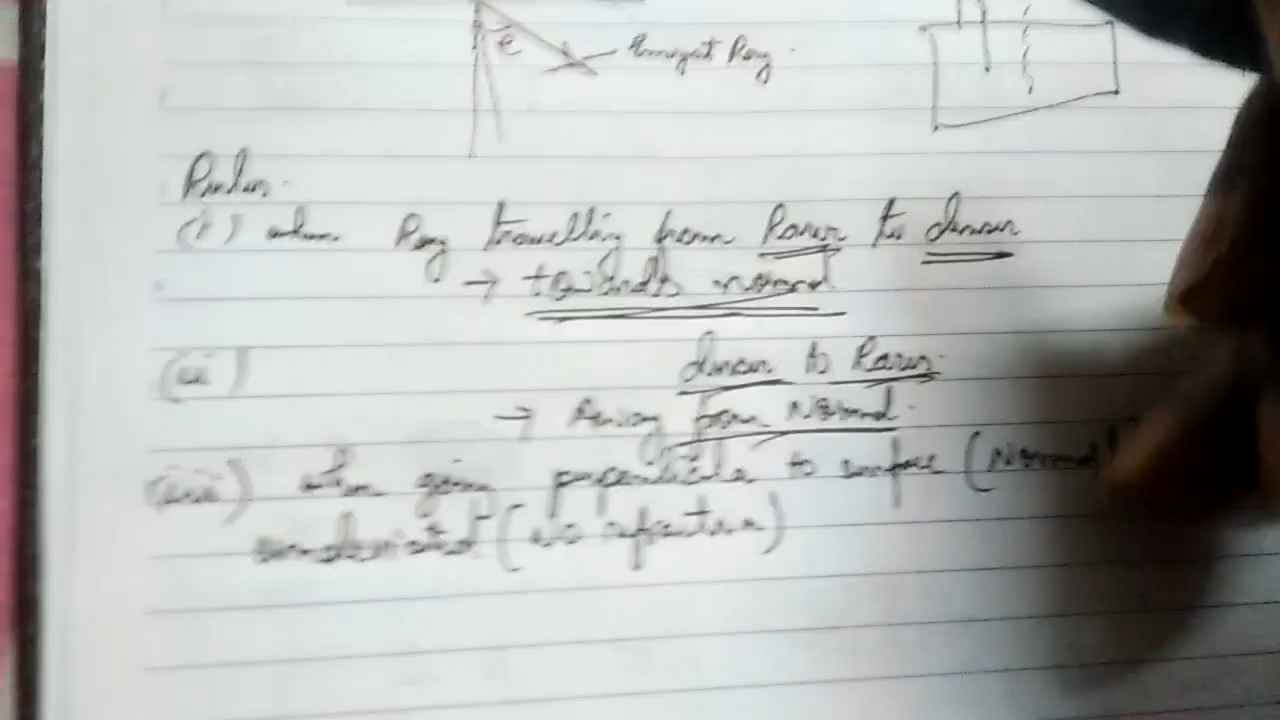 e
Emergent Ray.
Rules.
(i) when Ray travelling from Rarer to denser
→ towards normal
(ii)
denser to Rarer.
→ Away from Normal.
(iii) when going perpendicular to surface (Normal)
undeviated (no refraction)